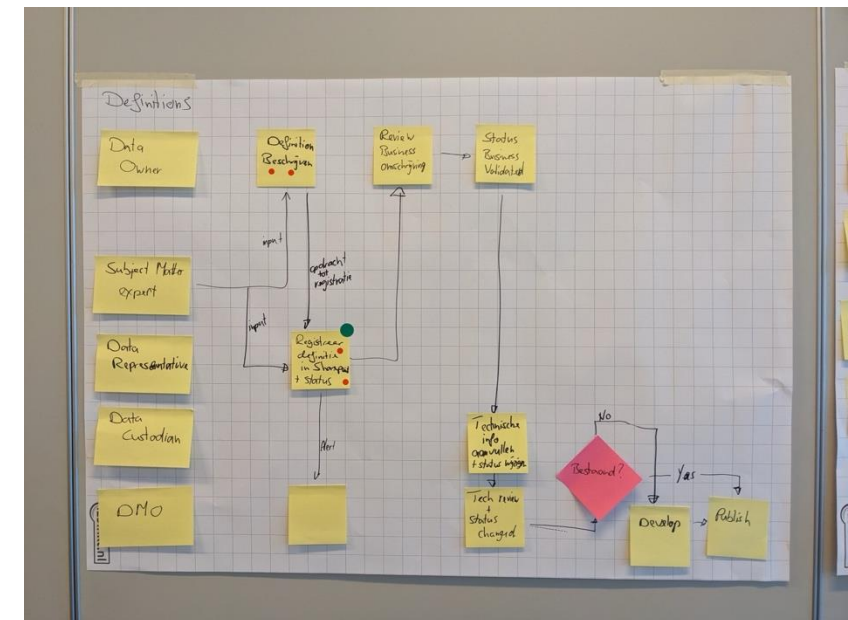 Definitions
Data
Owner
Definition
Beschrijven
Review
Business
omschrijving
Status
Business
Validated
input
opdracht
tot
registratie
Subject Matter
expert
input
Data
Representative
Registreer
definitie
in
+ status
Data
Custodian
Alert
Technische
info
aanvullen
+ status
No
Bestaand?
Yes
DMO
Tech review
+
status
changed
Develop
Publish